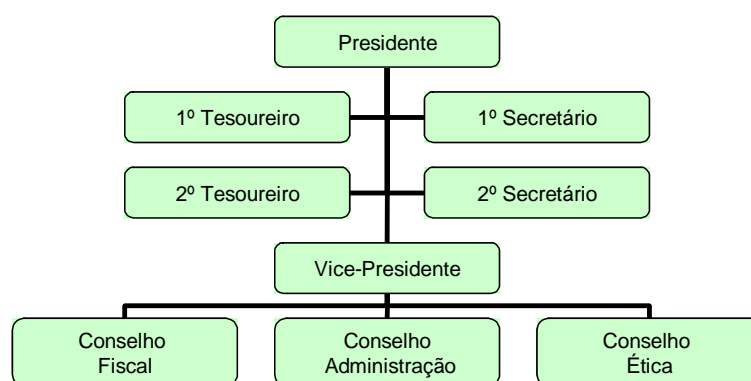 Presidente
1º Tesoureiro
1º Secretário
2º Tesoureiro
2º Secretário
Vice-Presidente
Conselho
Fiscal
Conselho
Administração
Conselho
Ética